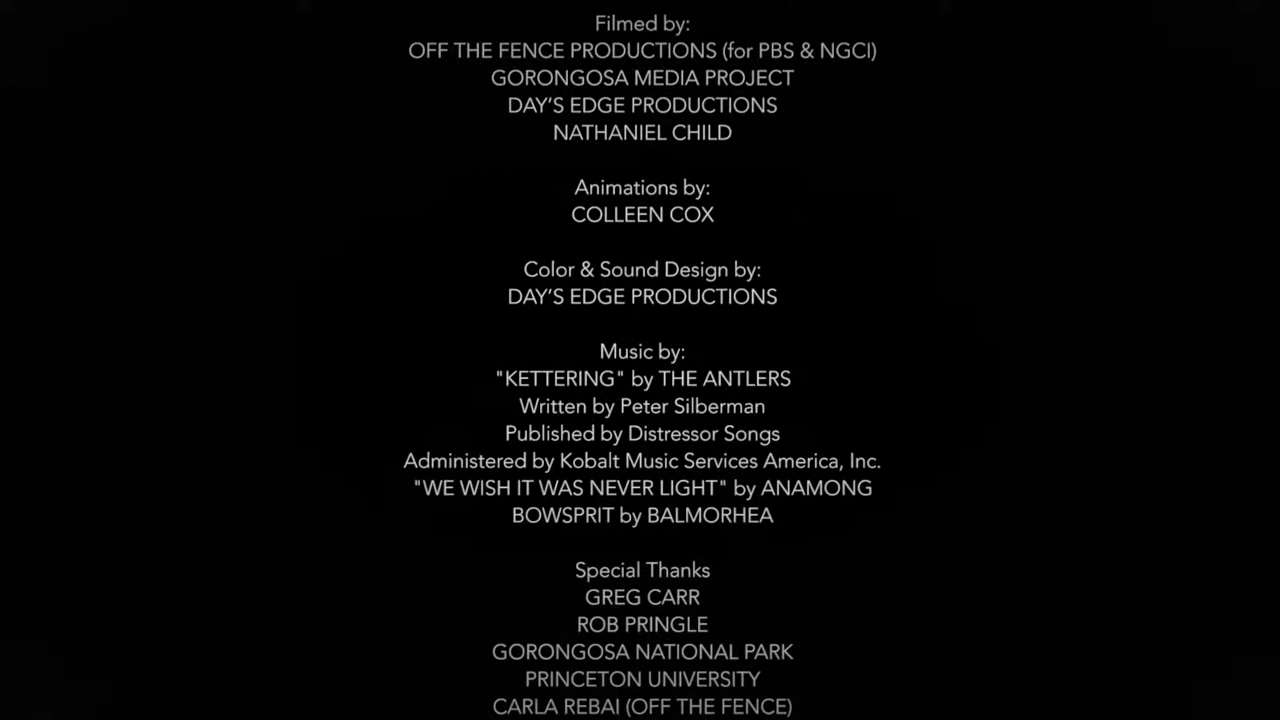 Filmed by:
OFF THE FENCE PRODUCTIONS (for PBS & NGCI)
GORONGOSA MEDIA PROJECT
DAY'S EDGE PRODUCTIONS
NATHANIEL CHILD
Animations by:
COLLEEN COX
Color & Sound Design by:
DAY'S EDGE PRODUCTIONS
Music by:
"KETTERING" by THE ANTLERS
Written by Peter Silberman
Published by Distressor Songs
Administered by Kobalt Music Services America, Inc.
"WE WISH IT WAS NEVER LIGHT" by ANAMONG
BOWSPRIT by BALMORHEA
Special Thanks
GREG CARR
ROB PRINGLE
GORONGOSA NATIONAL PARK
PRINCETON UNIVERSITY
CARLA REBAI (OFF THE FENCE)